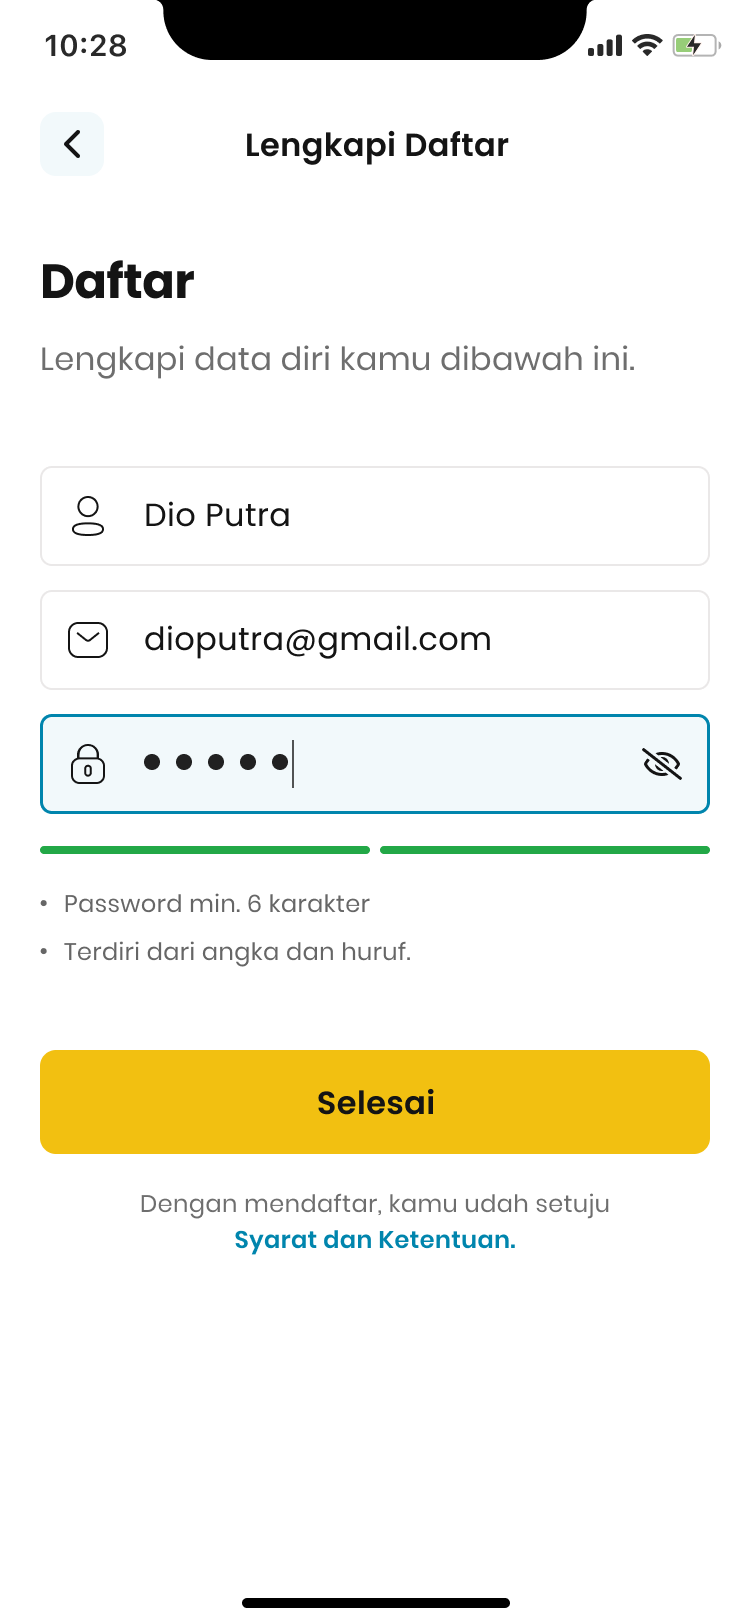 10:28
Lengkapi Daftar
Daftar
Lengkapi data diri kamu dibawah ini.
Dio Putra
dioputra@gmail.com
•••••
• Password min. 6 karakter
• Terdiri dari angka dan huruf.
Selesai
Dengan mendaftar, kamu udah setuju
Syarat dan Ketentuan.